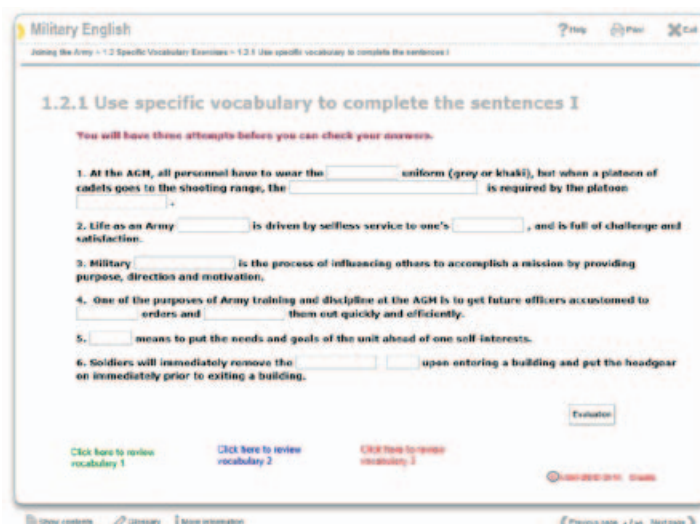 Military English
Help Print Exit
Joining the Army > 1.2 Specific Vocabulary Exercises > 1.2.1 Use specific vocabulary to complete the sentences I
1.2.1 Use specific vocabulary to complete the sentences I
You will have three attempts before you can check your answers.
1. At the AGM, all personnel have to wear the uniform (grey or khaki), but when a platoon of
cadets goes to the shooting range, the is required by the platoon
.
2. Life as an Army is driven by selfless service to one's , and is full of challenge and
satisfaction.
3. Military is the process of influencing others to accomplish a mission by providing
purpose, direction and motivation.
4. One of the purposes of Army training and discipline at the AGM is to get future officers accustomed to
orders and them out quickly and efficiently.
5. means to put the needs and goals of the unit ahead of one self-interests.
6. Soldiers will immediately remove the upon entering a building and put the headgear
on immediately prior to exiting a building.
Evaluation
Click here to review
vocabulary 1
Click here to review
vocabulary 2
Click here to review
vocabulary 3
Show contents Glossary More information
Previous page Next page